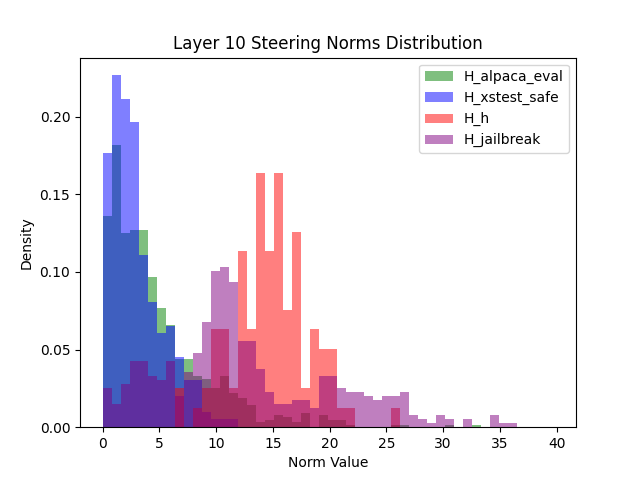 Layer 10 Steering Norms Distribution
H_alpaca_eval
H_xstest_safe
H_h
H_jailbreak
Density
0.20
0.15
0.10
0.05
0.00
0 5 10 15 20 25 30 35 40
Norm Value